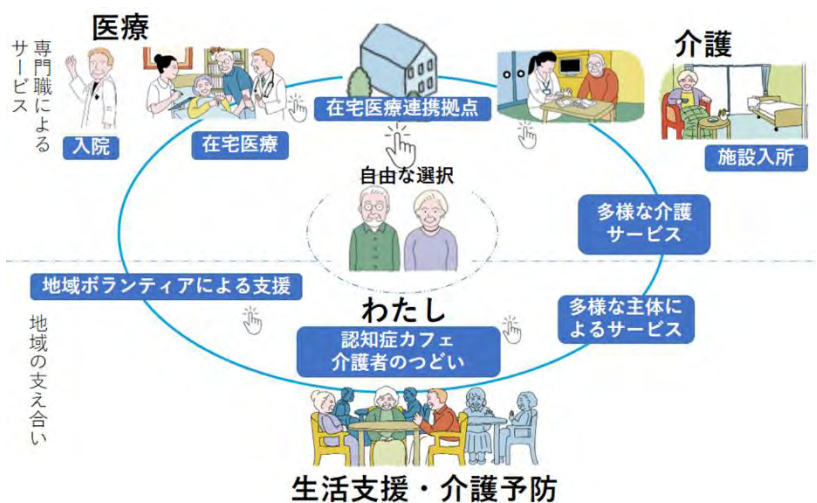 医療
介護
専門職による
サービス
在宅医療連携拠点
入院
在宅医療
施設入所
自由な選択
多様な介護
サービス
地域ボランティアによる支援
わたし
多様な主体に
よるサービス
認知症カフェ
介護者のつどい
地域の支え合い
生活支援・介護予防